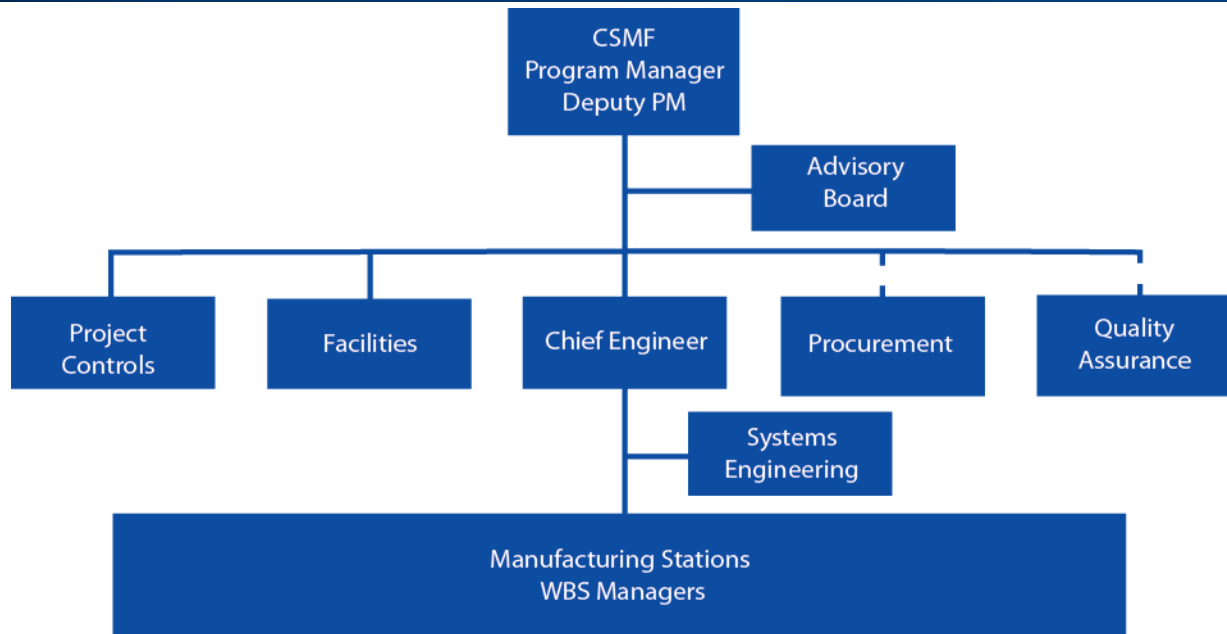 CSMF
Program Manager
Deputy PM
Advisory
Board
Project
Controls
Facilities
Chief Engineer
Procurement
Quality
Assurance
Systems
Engineering
Manufacturing Stations
WBS Managers